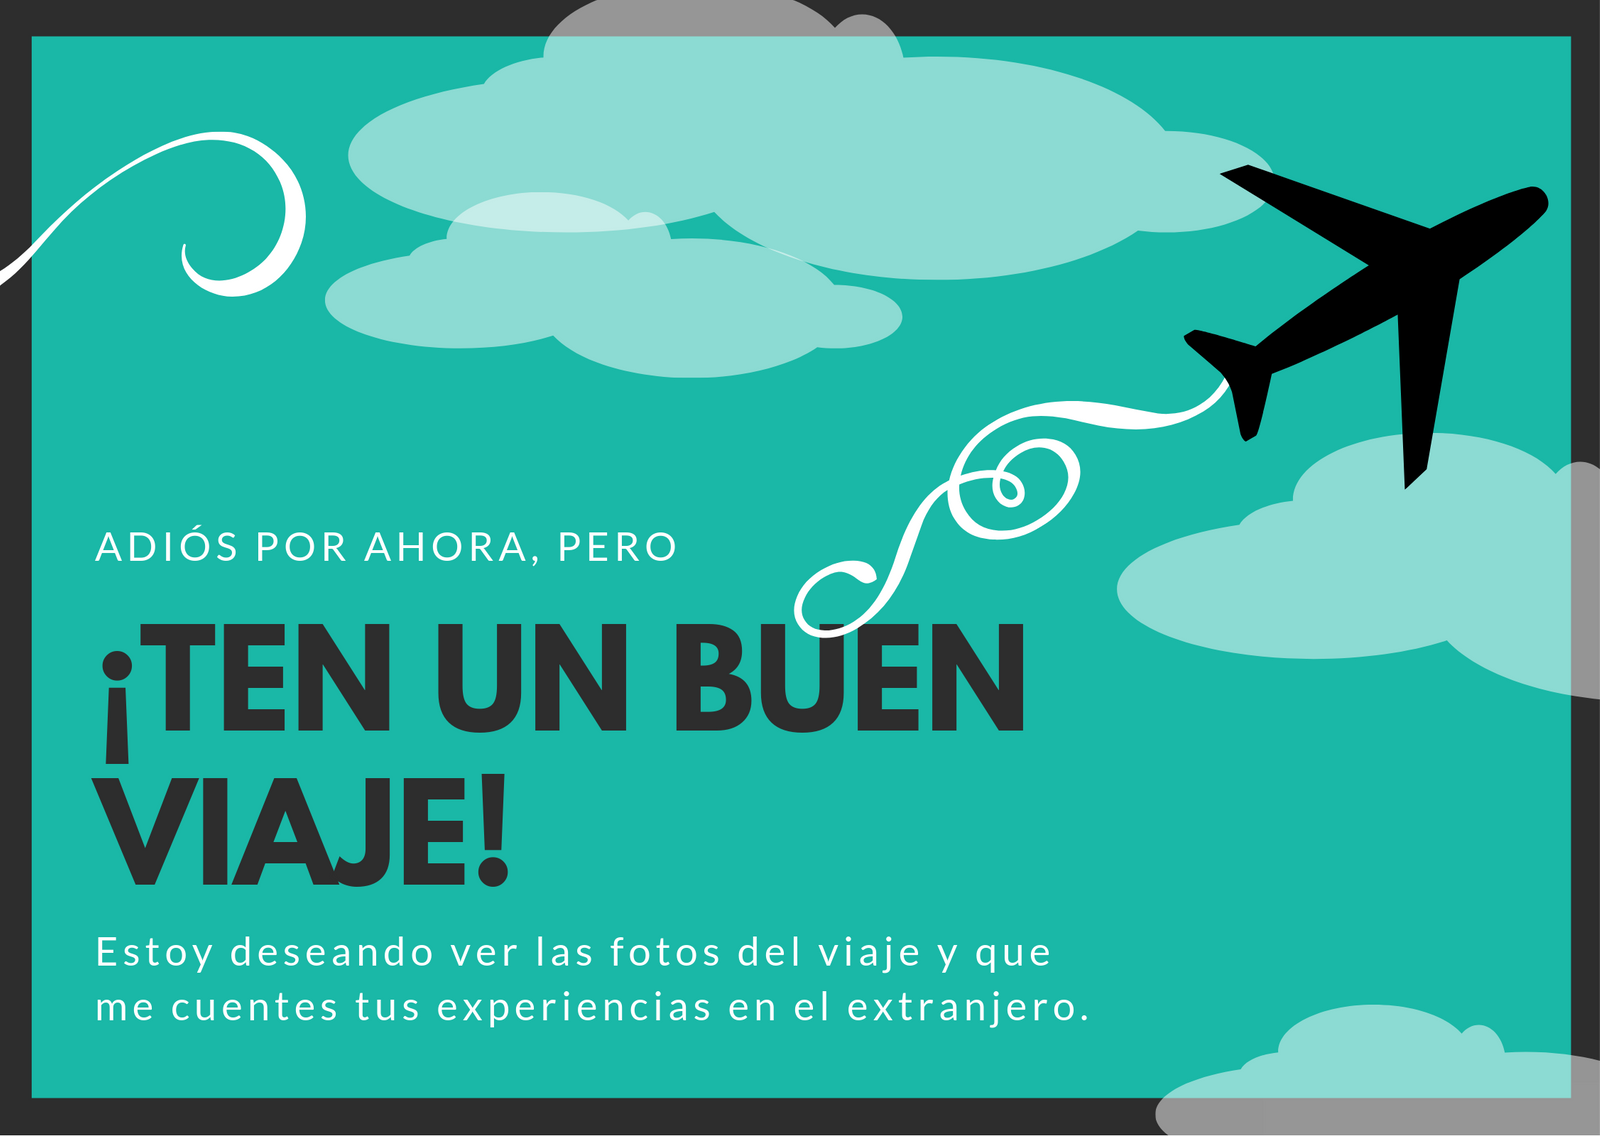 ADIÓS POR AHORA, PERO
¡TEN UN BUEN
VIAJE!
Estoy deseando ver las fotos del viaje y que
me cuentes tus experiencias en el extranjero.